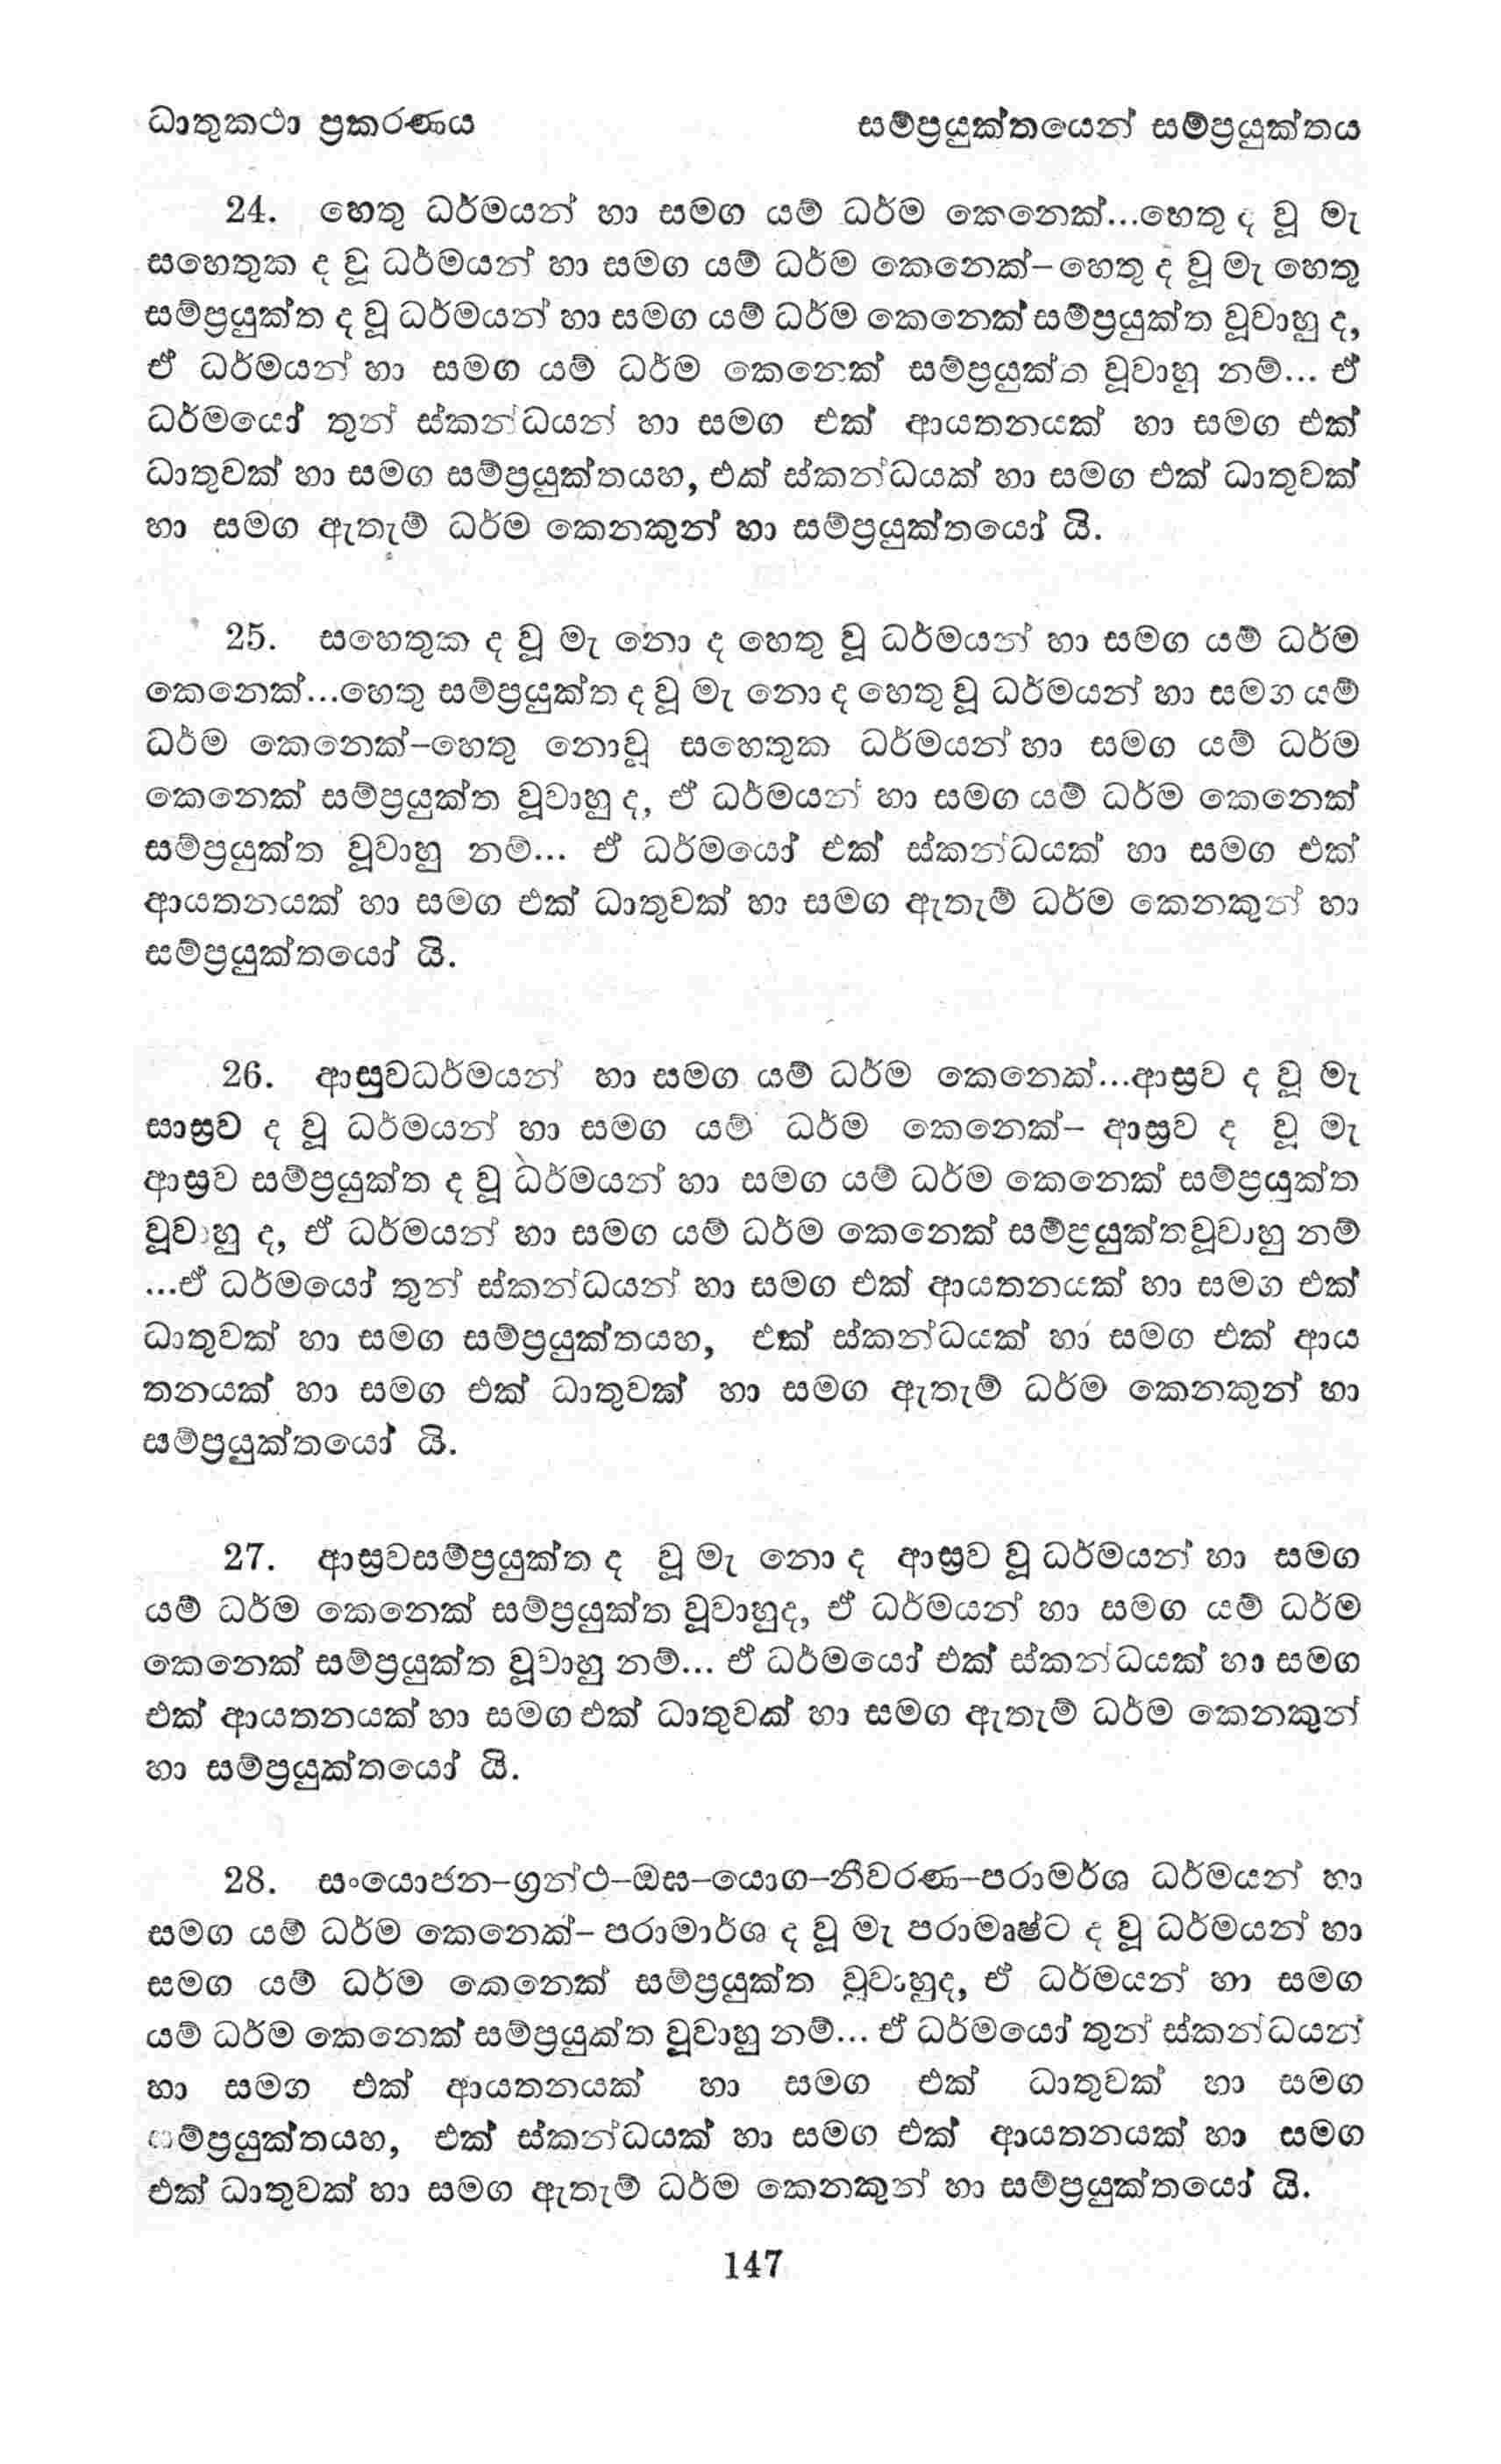 ධාතුකථා ප්‍රකරණය
සම්ප්‍රයුක්තයෙන් සම්ප්‍රයුක්තය
24. හෙතු ධර්මයන් හා සමග යම් ධර්ම කෙනෙක්...හෙතු ද වූ මැ
සහෙතුක ද වූ ධර්මයන් හා සමග යම් ධර්ම කෙනෙක්–හෙතු ද වූ මැ හෙතු
සම්ප්‍රයුක්ත ද වූ ධර්මයන් හා සමග යම් ධර්ම කෙනෙක් සම්ප්‍රයුක්ත වූවාහු ද,
ඒ ධර්මයන් හා සමග යම් ධර්ම කෙනෙක් සම්ප්‍රයුක්ත වූවාහු නම්... ඒ
ධර්මයෝ තුන් ස්කන්ධයන් හා සමග එක් ආයතනයක් හා සමග එක්
ධාතුවක් හා සමග සම්ප්‍රයුක්තයහ, එක් ස්කන්ධයක් හා සමග එක් ධාතුවක්
හා සමග ඇතැම් ධර්ම කෙනකුන් හා සම්ප්‍රයුක්තයෝ යි.
25. සහෙතුක ද වූ මැ නො ද හෙතු වූ ධර්මයන් හා සමග යම් ධර්ම
කෙනෙක්...හෙතු සම්ප්‍රයුක්ත ද වූ මැ නො ද හෙතු වූ ධර්මයන් හා සමග යම්
ධර්ම කෙනෙක්–හෙතු නොවූ සහෙතුක ධර්මයන් හා සමග යම් ධර්ම
කෙනෙක් සම්ප්‍රයුක්ත වූවාහු ද, ඒ ධර්මයන් හා සමග යම් ධර්ම කෙනෙක්
සම්ප්‍රයුක්ත වූවාහු නම්... ඒ ධර්මයෝ එක් ස්කන්ධයක් හා සමග එක්
ආයතනයක් හා සමග එක් ධාතුවක් හා සමග ඇතැම් ධර්ම කෙනකුන් හා
සම්ප්‍රයුක්තයෝ යි.
26. ආස්‍රවධර්මයන් හා සමග යම් ධර්ම කෙනෙක්...ආස්‍රව ද වූ මැ
සාස්‍රව ද වූ ධර්මයන් හා සමග යම් ධර්ම කෙනෙක්– ආස්‍රව ද වූ මැ
ආස්‍රව සම්ප්‍රයුක්ත ද වූ ධර්මයන් හා සමග යම් ධර්ම කෙනෙක් සම්ප්‍රයුක්ත
වූවාහු ද, ඒ ධර්මයන් හා සමග යම් ධර්ම කෙනෙක් සම්ප්‍රයුක්තවූවාහු නම්
...ඒ ධර්මයෝ තුන් ස්කන්ධයන් හා සමග එක් ආයතනයක් හා සමග එක්
ධාතුවක් හා සමග සම්ප්‍රයුක්තයහ, එක් ස්කන්ධයක් හා සමග එක් ආය
තනයක් හා සමග එක් ධාතුවක් හා සමග ඇතැම් ධර්ම කෙනකුන් හා
සම්ප්‍රයුක්තයෝ යි.
27. ආස්‍රවසම්ප්‍රයුක්ත ද වූ මැ නො ද ආස්‍රව වූ ධර්මයන් හා සමග
යම් ධර්ම කෙනෙක් සම්ප්‍රයුක්ත වූවාහුද, ඒ ධර්මයන් හා සමග යම් ධර්ම
කෙනෙක් සම්ප්‍රයුක්ත වූවාහු නම්... ඒ ධර්මයෝ එක් ස්කන්ධයක් හා සමග
එක් ආයතනයක් හා සමග එක් ධාතුවක් හා සමග ඇතැම් ධර්ම කෙනකුන්
හා සම්ප්‍රයුක්තයෝ යි.
28. සංයොජන–ග්‍රන්ථ–ඔඝ–යොග–නීවරණ–පරාමර්ශ ධර්මයන් හා
සමග යම් ධර්ම කෙනෙක්– පරාමාර්ශ ද වූ මැ පරාමෘෂ්ට ද වූ ධර්මයන් හා
සමග යම් ධර්ම කෙනෙක් සම්ප්‍රයුක්ත වූවාහුද, ඒ ධර්මයන් හා සමග
යම් ධර්ම කෙනෙක් සම්ප්‍රයුක්ත වූවාහු නම්... ඒ ධර්මයෝ තුන් ස්කන්ධයන්
හා සමග එක් ආයතනයක් හා සමග එක් ධාතුවක් හා සමග
සම්ප්‍රයුක්තයහ, එක් ස්කන්ධයක් හා සමග එක් ආයතනයක් හා සමග
එක් ධාතුවක් හා සමග ඇතැම් ධර්ම කෙනකුන් හා සම්ප්‍රයුක්තයෝ යි.
147